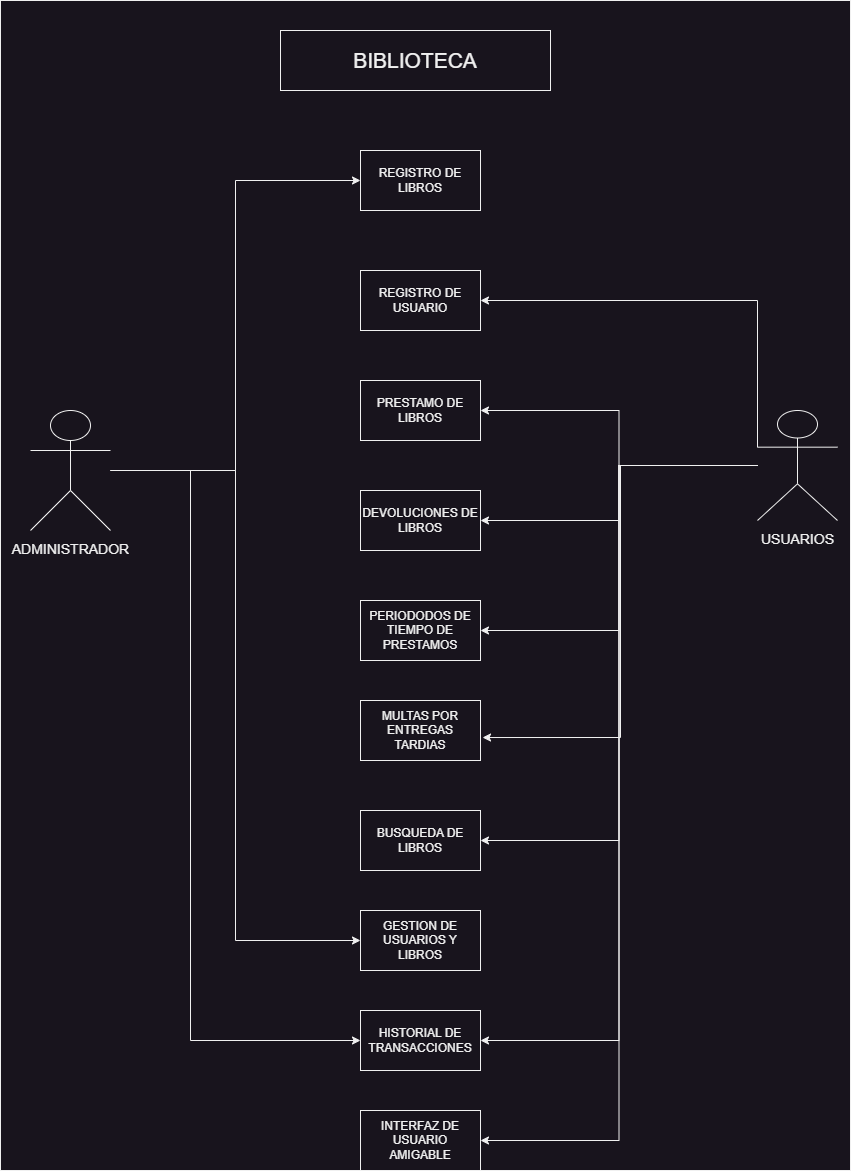 BIBLIOTECA
REGISTRO DE
LIBROS
REGISTRO DE
USUARIO
PRESTAMO DE
LIBROS
DEVOLUCIONES DE
LIBROS
ADMINISTRADOR
USUARIOS
PERIODODOS DE
TIEMPO DE
PRESTAMOS
MULTAS POR
ENTREGAS
TARDIAS
BUSQUEDA DE
LIBROS
GESTION DE
USUARIOS Y
LIBROS
HISTORIAL DE
TRANSACCIONES
INTERFAZ DE
USUARIO
AMIGABLE